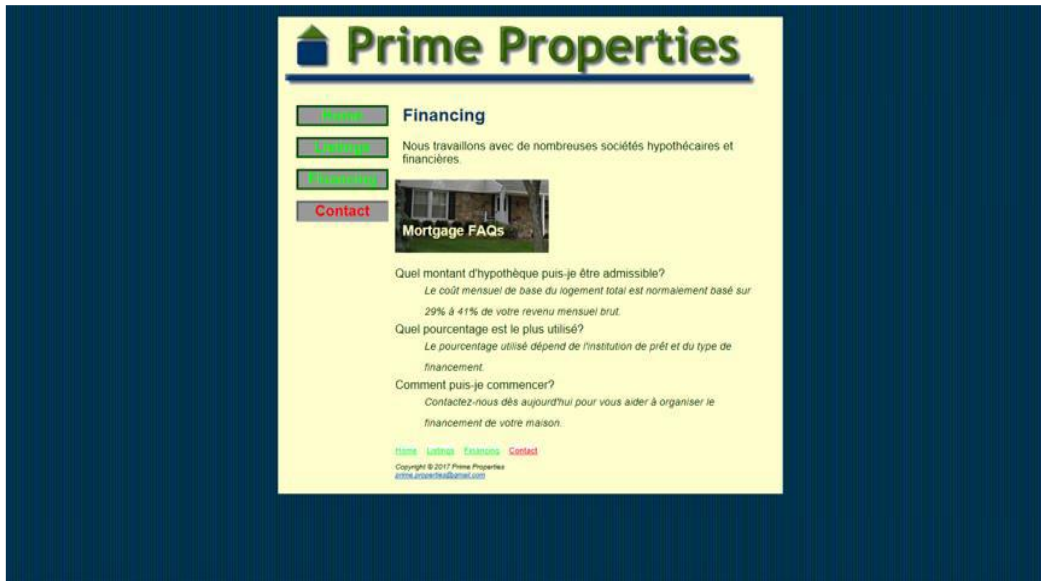 Prime Properties
Home
Listings
Financing
Contact
Financing
Nous travaillons avec de nombreuses sociétés hypothécaires et
financières.
Mortgage FAQs
Quel montant d'hypothèque puis-je être admissible?
Le coût mensuel de base du logement total est normalement basé sur
29% à 41% de votre revenu mensuel brut.
Quel pourcentage est le plus utilisé?
Le pourcentage utilisé dépend de l'institution de prêt et du type de
financement.
Comment puis-je commencer?
Contactez-nous dès aujourd'hui pour vous aider à organiser le
financement de votre maison.
Home Listings Financing Contact
Copyright © 2017 Prime Properties
prime.properties@gmail.com